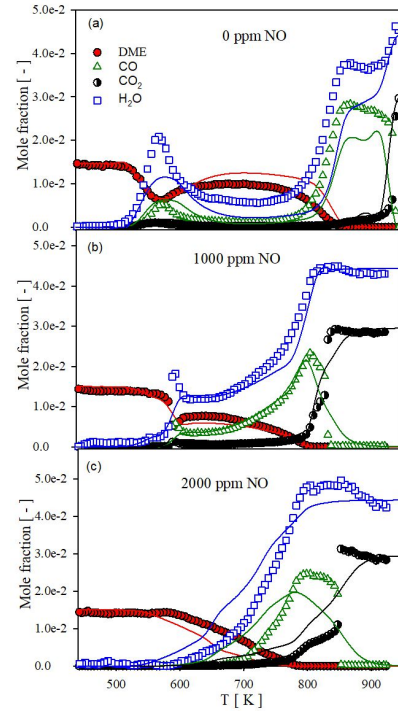 (a)
0 ppm NO
DME
CO
CO2
H2O
5.0e-2
4.0e-2
3.0e-2
2.0e-2
1.0e-2
0.0
Mole fraction [ - ]
(b)
1000 ppm NO
5.0e-2
4.0e-2
3.0e-2
2.0e-2
1.0e-2
0.0
Mole fraction [ - ]
(c)
2000 ppm NO
5.0e-2
4.0e-2
3.0e-2
2.0e-2
1.0e-2
0.0
Mole fraction [ - ]
500 600 700 800 900
T [ K ]